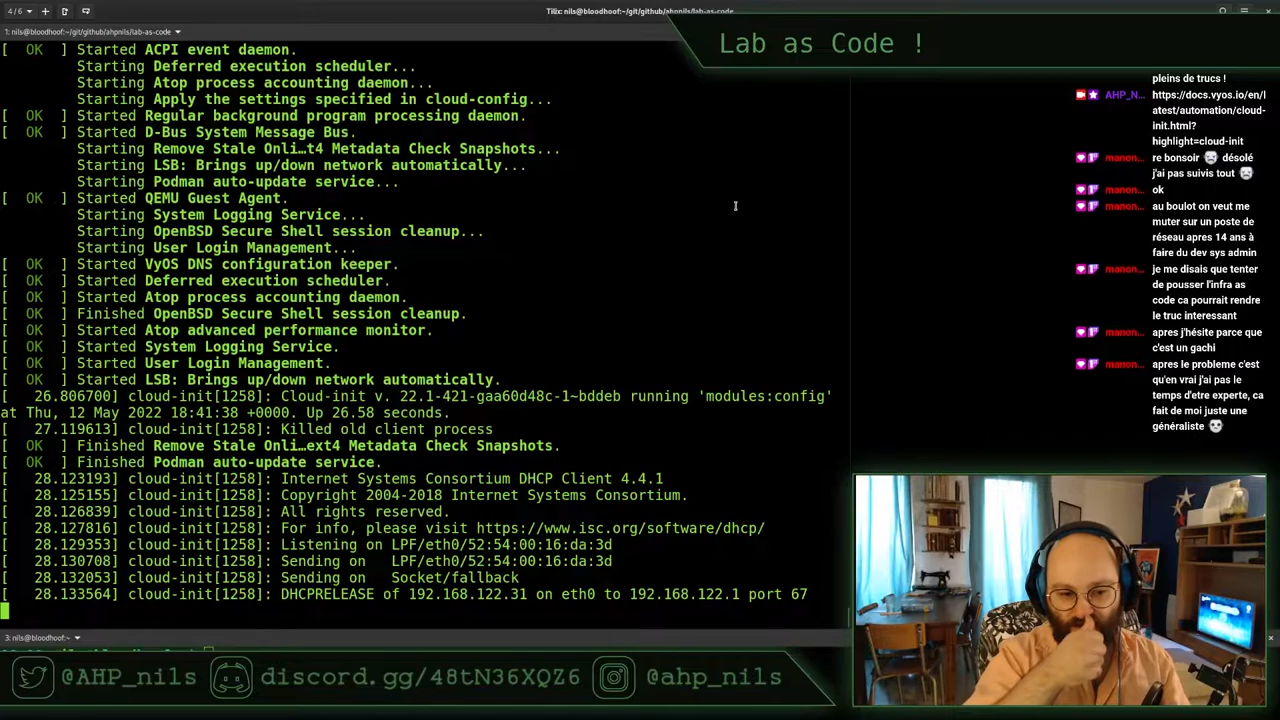 4/6
Tilix: nils@bloodhoof:~/git/github/ahpnils/lab-as-code
1: nils@bloodhoof:~/git/github/ahpnils/lab-as-code
Lab as Code !
[  OK  ] Started ACPI event daemon.
Starting Deferred execution scheduler...
Starting Atop process accounting daemon...
Starting Apply the settings specified in cloud-config...
[  OK  ] Started Regular background program processing daemon.
[  OK  ] Started D-Bus System Message Bus.
Starting Remove Stale Onli…t4 Metadata Check Snapshots...
Starting LSB: Brings up/down network automatically...
Starting Podman auto-update service...
[  OK  ] Started QEMU Guest Agent.
Starting System Logging Service...
Starting OpenBSD Secure Shell session cleanup...
Starting User Login Management...
[  OK  ] Started VyOS DNS configuration keeper.
[  OK  ] Started Deferred execution scheduler.
[  OK  ] Started Atop process accounting daemon.
[  OK  ] Finished OpenBSD Secure Shell session cleanup.
[  OK  ] Started Atop advanced performance monitor.
[  OK  ] Started System Logging Service.
[  OK  ] Started User Login Management.
[  OK  ] Started LSB: Brings up/down network automatically.
[   26.806700] cloud-init[1258]: Cloud-init v. 22.1-421-gaa60d48c-1~bddeb running 'modules:config'
at Thu, 12 May 2022 18:41:38 +0000. Up 26.58 seconds.
[   27.119613] cloud-init[1258]: Killed old client process
[  OK  ] Finished Remove Stale Onli…ext4 Metadata Check Snapshots.
[  OK  ] Finished Podman auto-update service.
[   28.123193] cloud-init[1258]: Internet Systems Consortium DHCP Client 4.4.1
[   28.125155] cloud-init[1258]: Copyright 2004-2018 Internet Systems Consortium.
[   28.126839] cloud-init[1258]: All rights reserved.
[   28.127816] cloud-init[1258]: For info, please visit https://www.isc.org/software/dhcp/
[   28.129353] cloud-init[1258]: Listening on LPF/eth0/52:54:00:16:da:3d
[   28.130708] cloud-init[1258]: Sending on   LPF/eth0/52:54:00:16:da:3d
[   28.132053] cloud-init[1258]: Sending on   Socket/fallback
[   28.133564] cloud-init[1258]: DHCPRELEASE of 192.168.122.31 on eth0 to 192.168.122.1 port 67
3: nils@bloodhoof:~
pleins de trucs !
AHP_N... https://docs.vyos.io/en/l
atest/automation/cloud-
init.html?
highlight=cloud-init
manon... re bonsoir désolé
j'ai pas suivis tout
manon... ok
manon... au boulot on veut me
muter sur un poste de
réseau apres 14 ans à
faire du dev sys admin
manon... je me disais que tenter
de pousser l'infra as
code ca pourrait rendre
le truc interessant
manon... apres j'hésite parce que
c'est un gachi
manon... apres le probleme c'est
qu'en vrai j'ai pas le
temps d'etre experte, ca
fait de moi juste une
généraliste
@AHP_nils
discord.gg/48tN36XQZ6
@ahp_nils